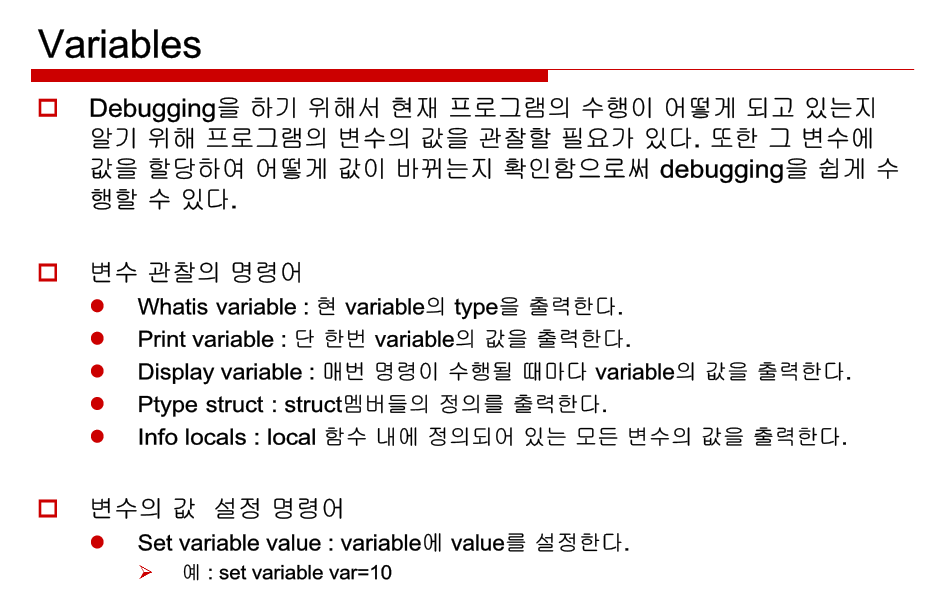 Variables
Debugging을 하기 위해서 현재 프로그램의 수행이 어떻게 되고 있는지
알기 위해 프로그램의 변수의 값을 관찰할 필요가 있다. 또한 그 변수에
값을 할당하여 어떻게 값이 바뀌는지 확인함으로써 debugging을 쉽게 수
행할 수 있다.
변수 관찰의 명령어
Whatis variable : 현 variable의 type을 출력한다.
Print variable : 단 한번 variable의 값을 출력한다.
Display variable : 매번 명령이 수행될 때마다 variable의 값을 출력한다.
Ptype struct : struct멤버들의 정의를 출력한다.
Info locals : local 함수 내에 정의되어 있는 모든 변수의 값을 출력한다.
변수의 값 설정 명령어
Set variable value : variable에 value를 설정한다.
예 : set variable var=10